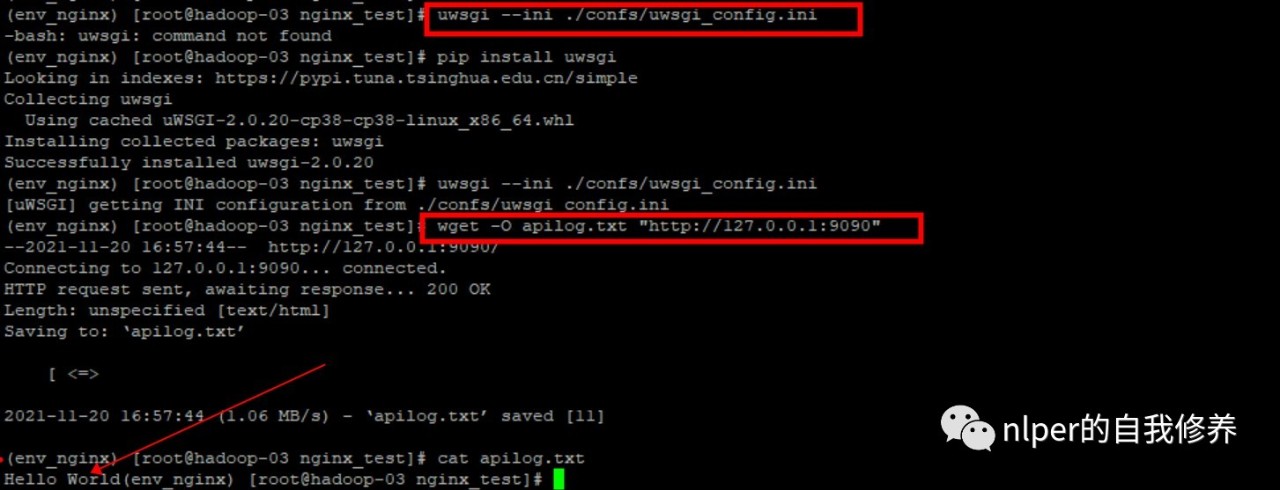 (env_nginx) [root@hadoop-03 nginx_test]# uwsgi --ini ./confs/uwsgi_config.ini
-bash: uwsgi: command not found
(env_nginx) [root@hadoop-03 nginx_test]# pip install uwsgi
Looking in indexes: https://pypi.tuna.tsinghua.edu.cn/simple
Collecting uwsgi
  Using cached uWSGI-2.0.20-cp38-cp38-linux_x86_64.whl
Installing collected packages: uwsgi
Successfully installed uwsgi-2.0.20
(env_nginx) [root@hadoop-03 nginx_test]# uwsgi --ini ./confs/uwsgi_config.ini
[uWSGI] getting INI configuration from ./confs/uwsgi_config.ini
(env_nginx) [root@hadoop-03 nginx_test]# wget -O apilog.txt "http://127.0.0.1:9090"
--2021-11-20 16:57:44--  http://127.0.0.1:9090/
Connecting to 127.0.0.1:9090... connected.
HTTP request sent, awaiting response... 200 OK
Length: unspecified [text/html]
Saving to: ‘apilog.txt’
[ <=>
2021-11-20 16:57:44 (1.06 MB/s) - ‘apilog.txt’ saved [11]
(env_nginx) [root@hadoop-03 nginx_test]# cat apilog.txt
Hello World(env_nginx) [root@hadoop-03 nginx_test]#
nlper的自我修养